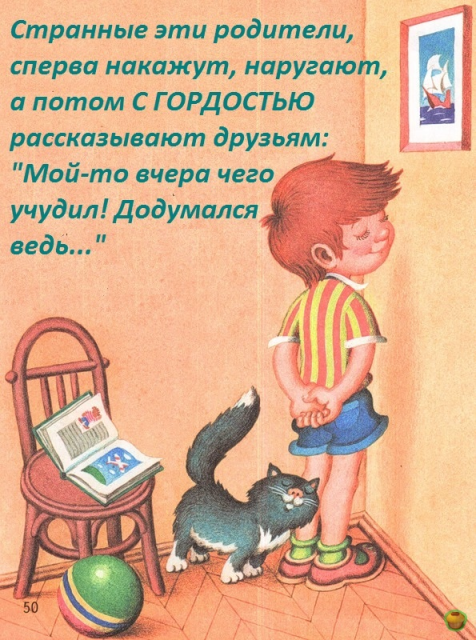 Странные эти родители,
сперва накажут, наругают,
а потом С ГОРДОСТЬЮ
рассказывают друзьям:
"Мой-то вчера чего
учудил! Додумался
ведь..."
50